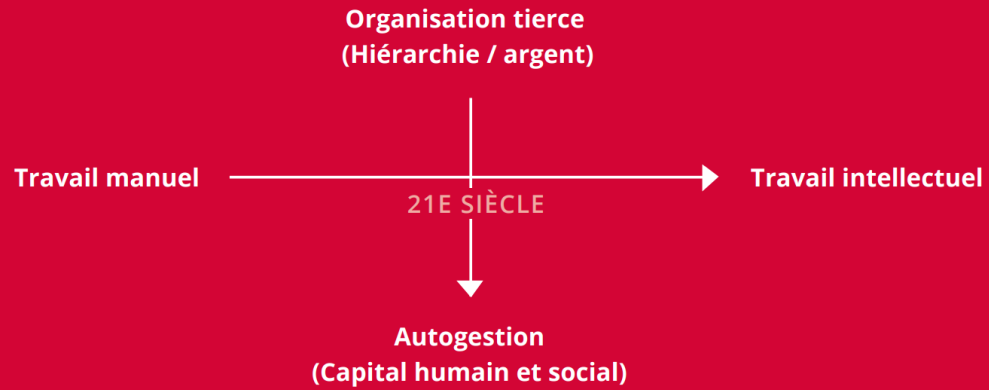 Organisation tierce
(Hiérarchie / argent)
Travail manuel
Travail intellectuel
21E SIÈCLE
Autogestion
(Capital humain et social)